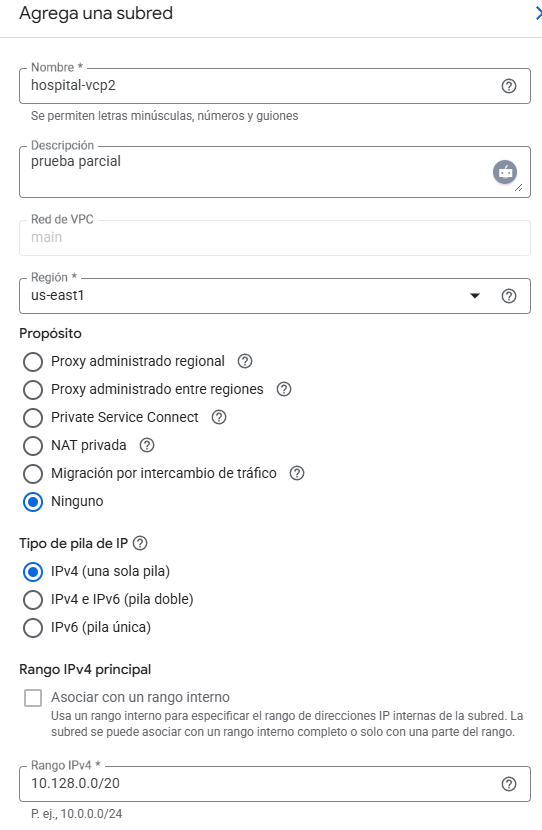 Agrega una subred
Nombre *
hospital-vcp2
Se permiten letras minúsculas, números y guiones
Descripción
prueba parcial
Red de VPC
main
Región *
us-east1
Propósito
Proxy administrado regional
Proxy administrado entre regiones
Private Service Connect
NAT privada
Migración por intercambio de tráfico
Ninguno
Tipo de pila de IP
IPv4 (una sola pila)
IPv4 e IPv6 (pila doble)
IPv6 (pila única)
Rango IPv4 principal
Asociar con un rango interno
Usa un rango interno para especificar el rango de direcciones IP internas de la subred. La
subred se puede asociar con un rango interno completo o solo con una parte del rango.
Rango IPv4 *
10.128.0.0/20
P. ej., 10.0.0.0/24